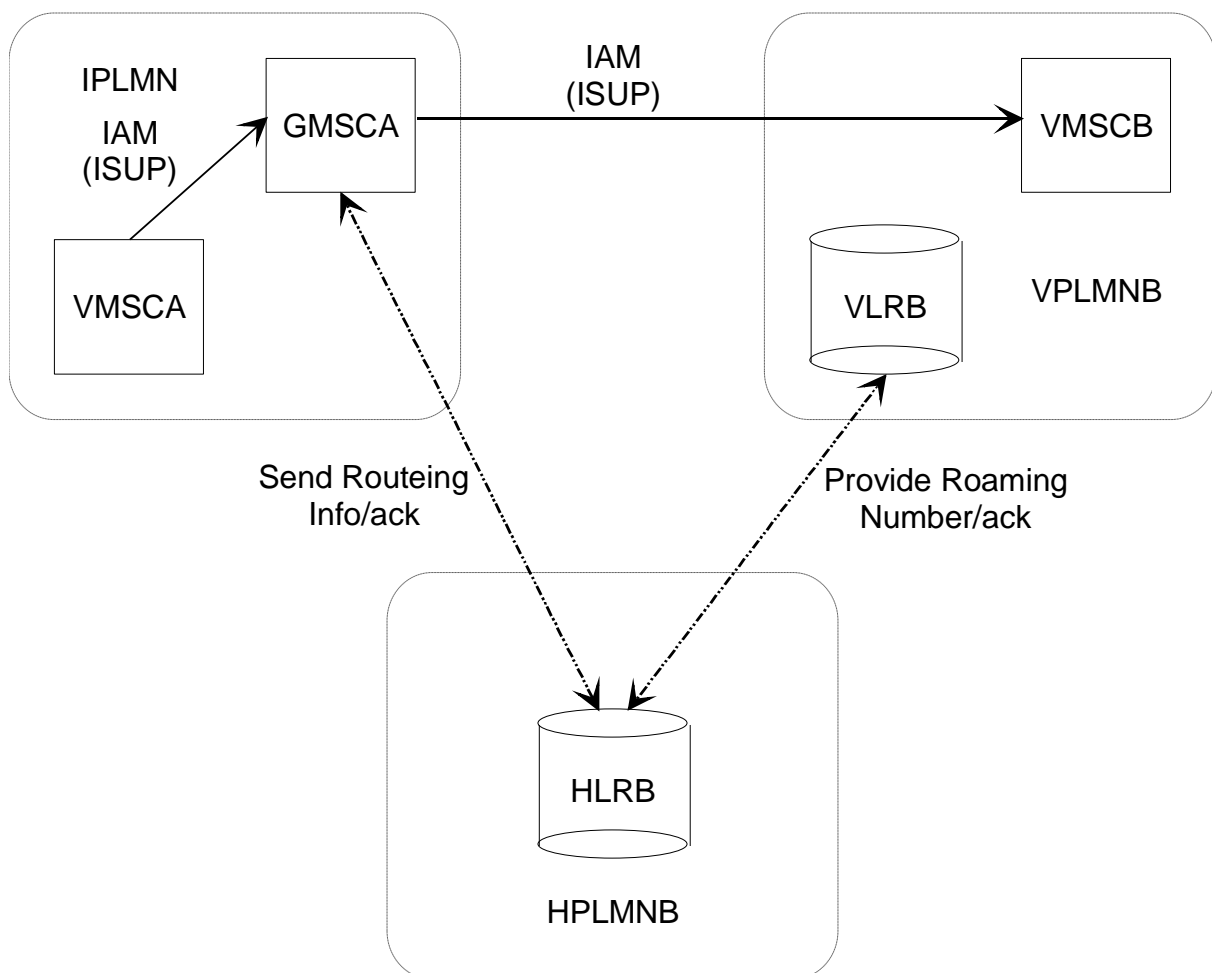 IPLMN
IAM
(ISUP)
GMSCA
VMSCA
IAM
(ISUP)
VMSCB
VLRB
VPLMNB
Send Routeing
Info/ack
Provide Roaming
Number/ack
HLRB
HPLMNB